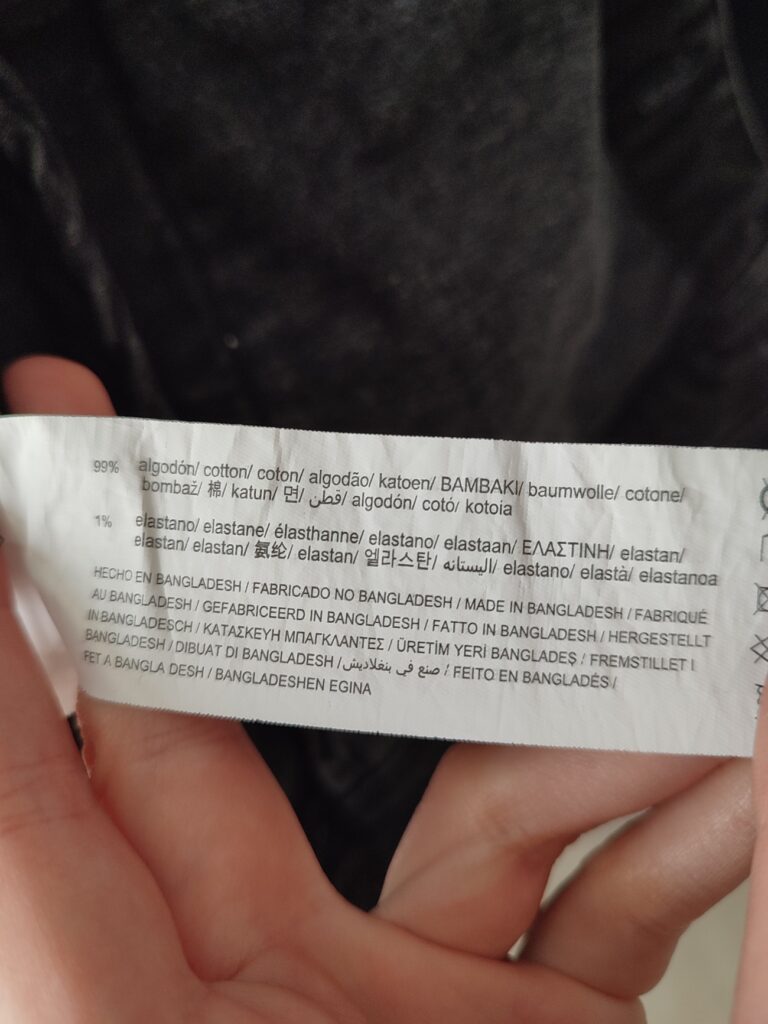 99% algodón/ cotton/ coton/ algodão/ katoen/ BAMBAKI/ baumwolle/ cotone/
bombaž/ 棉/ katun/ 면/ قطن/ algodón/ cotó/ kotoia
1% elastano/ elastane/ élasthanne/ elastano/ elastaan/ ΕΛΑΣΤΙΝΗ/ elastan/
elastan/ elastan/ 氨纶/ elastan/ 엘라스탄/ اليستانه/ elastano/ elastà/ elastanoa
HECHO EN BANGLADESH / FABRICADO NO BANGLADESH / MADE IN BANGLADESH / FABRIQUÉ
AU BANGLADESH / GEFABRICEERD IN BANGLADESH / FATTO IN BANGLADESH / HERGESTELLT
IN BANGLADESCH / ΚΑΤΑΣΚΕΥΗ ΜΠΑΓΚΛΑΝΤΕΣ / ÜRETİM YERİ BANGLADEŞ / FREMSTILLET I
BANGLADESH / DIBUAT DI BANGLADESH / صنع في بنغلاديش / FEITO EN BANGLADÉS /
FET A BANGLA DESH / BANGLADESHEN EGINA